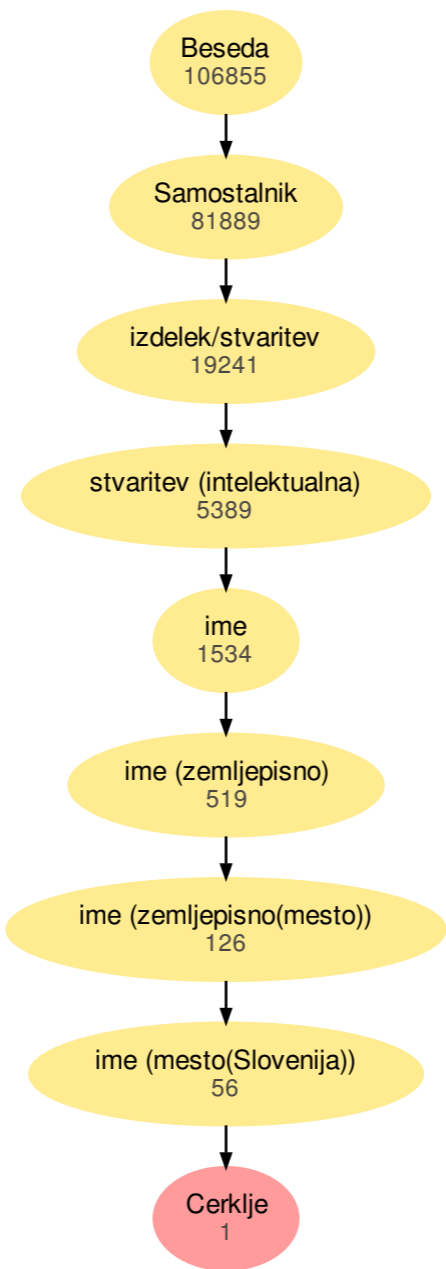 Beseda
106855
Samostalnik
81889
izdelek/stvaritev
19241
stvaritev (intelektualna)
5389
ime
1534
ime (zemljepisno)
519
ime (zemljepisno(mesto))
126
ime (mesto(Slovenija))
56
Cerklje
1